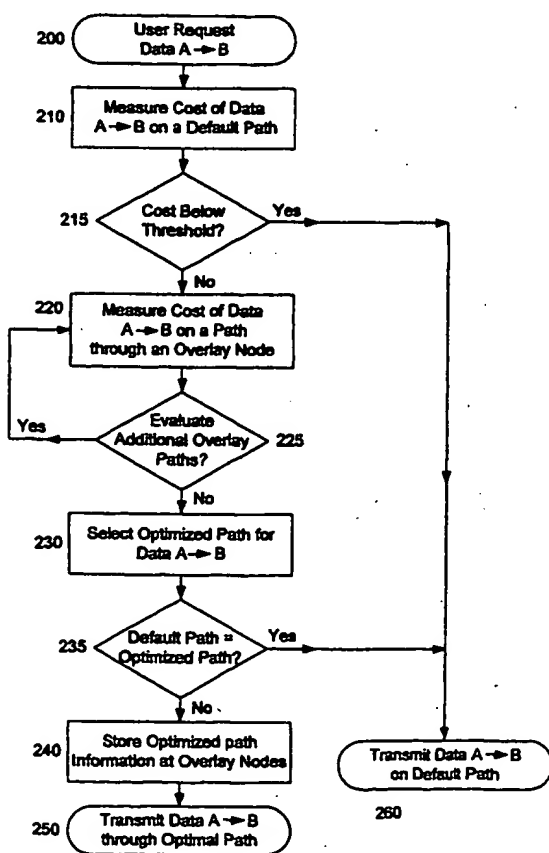 200
User Request
Data A → B
210
Measure Cost of Data
A → B on a Default Path
215
Cost Below
Threshold?
Yes
No
220
Measure Cost of Data
A → B on a Path
through an Overlay Node
Yes
Evaluate
Additional Overlay
Paths?
225
No
230
Select Optimized Path for
Data A → B
235
Default Path =
Optimized Path?
Yes
No
240
Store Optimized path
Information at Overlay Nodes
Transmit Data A → B
on Default Path
260
250
Transmit Data A → B
through Optimal Path